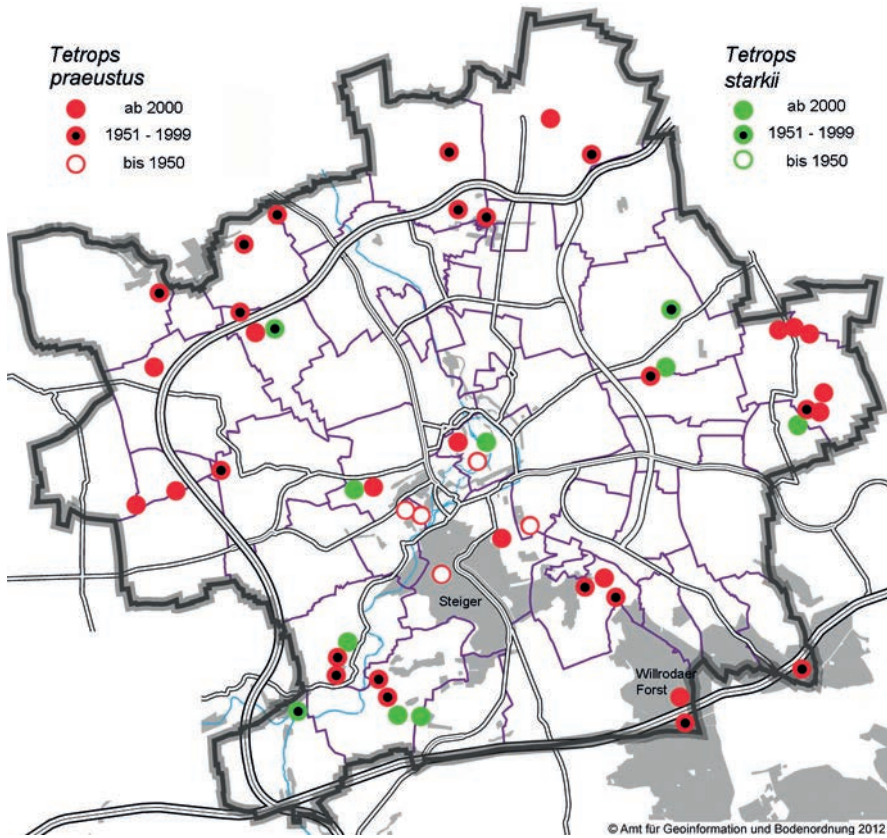 Tetrops
praeustus
ab 2000
1951 - 1999
bis 1950
Tetrops
starkii
ab 2000
1951 - 1999
bis 1950
Steiger
Willrodaer
Forst
© Amt für Geoinformation und Bodenordnung 2012